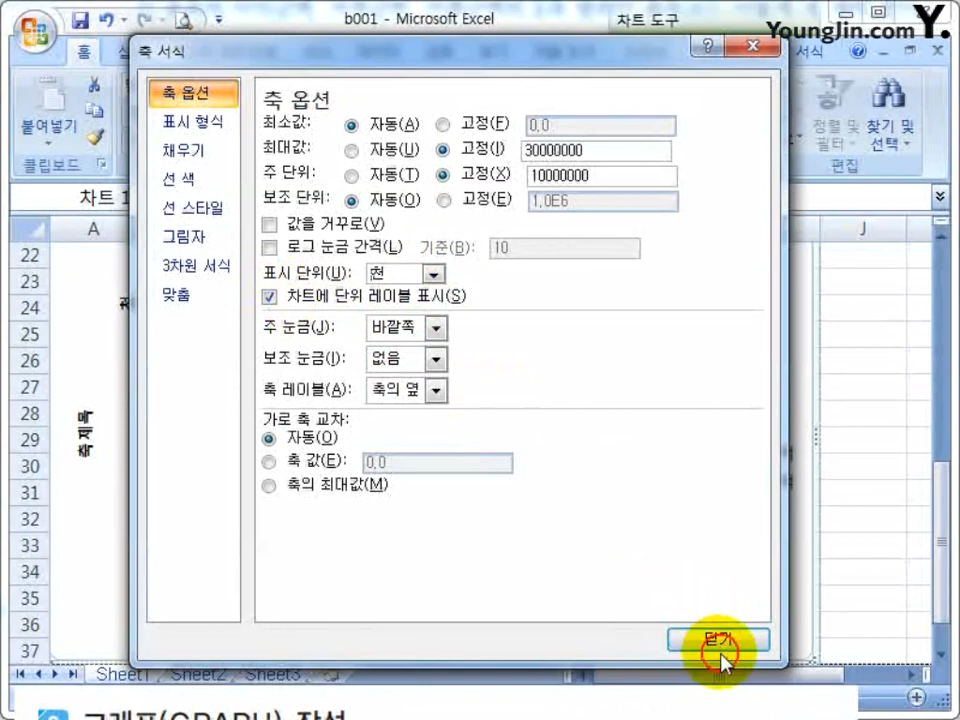 b001 - Microsoft Excel
차트 도구
Younglin.com Y.
홈
서식
축 서식
붙여넣기
클립보드
정렬 및
필터
찾기 및
선택
편집
차트 1
축 옵션
표시 형식
채우기
선 색
선 스타일
그림자
3차원 서식
맞춤
축 옵션
최소값: 자동(A) 고정(F) 0,0
최대값: 자동(U) 고정(I) 30000000
주 단위: 자동(T) 고정(X) 10000000
보조 단위: 자동(O) 고정(E) 1,0E6
값을 거꾸로(V)
로그 눈금 간격(L) 기준(B): 10
표시 단위(U): 천
차트에 단위 레이블 표시(S)
주 눈금(J): 바깥쪽
보조 눈금(I): 없음
축 레이블(A): 축의 옆
가로 축 교차:
자동(O)
축 값(E): 0,0
축의 최대값(M)
닫기
A
J
22
23
24
25
26
27
28
29
30
31
32
33
34
35
36
37
축 제목
Sheet1 Sheet2 Sheet3
그래프(GRAPH) 작성